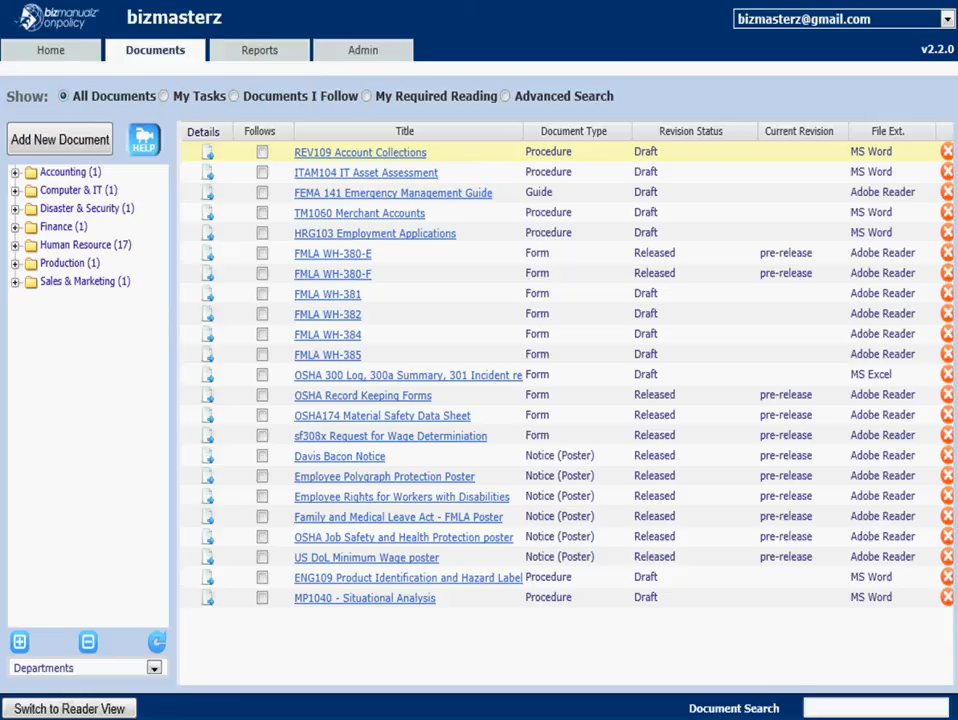 bizmanualz
onpolicy
bizmasterz
bizmasterz@gmail.com
Home
Documents
Reports
Admin
v2.2.0
Show: All Documents My Tasks Documents I Follow My Required Reading Advanced Search
Add New Document
HELP
Accounting (1)
Computer & IT (1)
Disaster & Security (1)
Finance (1)
Human Resource (17)
Production (1)
Sales & Marketing (1)
Departments
Details Follows Title Document Type Revision Status Current Revision File Ext.
REV109 Account Collections Procedure Draft MS Word
ITAM104 IT Asset Assessment Procedure Draft MS Word
FEMA 141 Emergency Management Guide Guide Draft Adobe Reader
TM1060 Merchant Accounts Procedure Draft MS Word
HRG103 Employment Applications Procedure Draft MS Word
FMLA WH-380-E Form Released pre-release Adobe Reader
FMLA WH-380-F Form Released pre-release Adobe Reader
FMLA WH-381 Form Draft Adobe Reader
FMLA WH-382 Form Draft Adobe Reader
FMLA WH-384 Form Draft Adobe Reader
FMLA WH-385 Form Draft Adobe Reader
OSHA 300 Log, 300a Summary, 301 Incident re Form Draft MS Excel
OSHA Record Keeping Forms Form Released pre-release Adobe Reader
OSHA174 Material Safety Data Sheet Form Released pre-release Adobe Reader
sf308x Request for Wage Determiniation Form Released pre-release Adobe Reader
Davis Bacon Notice Notice (Poster) Released pre-release Adobe Reader
Employee Polygraph Protection Poster Notice (Poster) Released pre-release Adobe Reader
Employee Rights for Workers with Disabilities Notice (Poster) Released pre-release Adobe Reader
Family and Medical Leave Act - FMLA Poster Notice (Poster) Released pre-release Adobe Reader
OSHA Job Safety and Health Protection poster Notice (Poster) Released pre-release Adobe Reader
US DoL Minimum Wage poster Notice (Poster) Released pre-release Adobe Reader
ENG109 Product Identification and Hazard Label Procedure Draft MS Word
MP1040 - Situational Analysis Procedure Draft MS Word
Switch to Reader View
Document Search